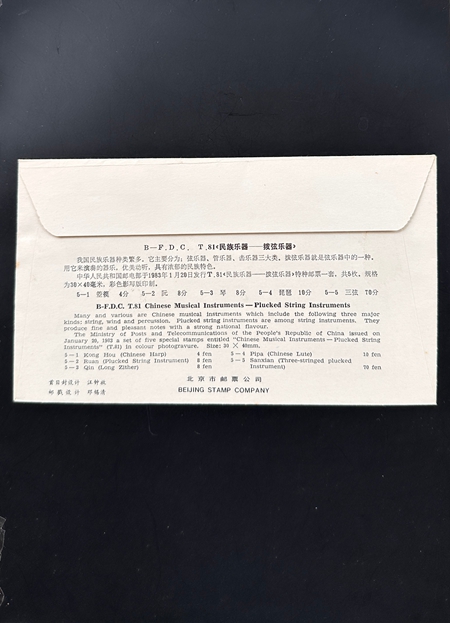 B—F.D.C. T.81《民族乐器——拨弦乐器》
我国民族乐器种类繁多，它主要分为：弦乐器、管乐器、击乐器三大类。拨弦乐器就是弦乐器中的一种，
用它来演奏的器乐，优美动听，具有浓郁的民族特色。
中华人民共和国邮电部于1983年1月20日发行T.81《民族乐器——拨弦乐器》特种邮票一套，共5枚，规格
为30×40毫米。彩色影写版印制。
5—1 箜篌 4分 5—2 阮 8分 5—3 琴 8分 5—4 琵琶 10分 5—5 三弦 70分
B-F.D.C. T.81 Chinese Musical Instruments — Plucked String Instruments
Many and various are Chinese musical instruments which include the following three major
kinds: string, wind and percussion. Plucked string instruments are among string instruments. They
produce fine and pleasant notes with a strong national flavour.
The Ministry of Posts and Telecommunications of the People's Republic of China issued on
January 20, 1983 a set of five special stamps entitled "Chinese Musical Instruments — Plucked String
Instruments" (T.81) in colour photogravure. Size: 30 × 40mm.
5—1 Kong Hou (Chinese Harp) 4 fen 5—4 Pipa (Chinese Lute) 10 fen
5—2 Ruan (Plucked String Instrument) 8 fen 5—5 Sanxian (Three-stringed plucked
5—3 Qin (Long Zither) 8 fen Instrument) 70 fen
首日封设计
邮戳设计 邓锡清
北京市邮票公司
BEIJING STAMP COMPANY